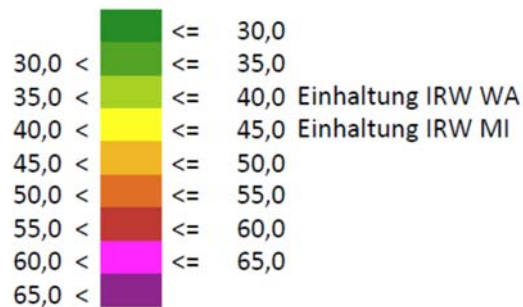 <= 30,0
30,0 < <= 35,0
35,0 < <= 40,0 Einhaltung IRW WA
40,0 < <= 45,0 Einhaltung IRW MI
45,0 < <= 50,0
50,0 < <= 55,0
55,0 < <= 60,0
60,0 < <= 65,0
65,0 <